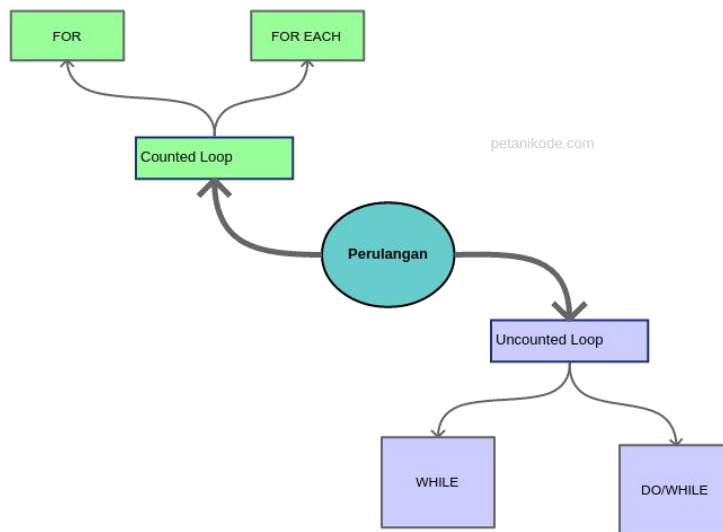 FOR
FOR EACH
Counted Loop
petanikode.com
Perulangan
Uncounted Loop
WHILE
DO/WHILE